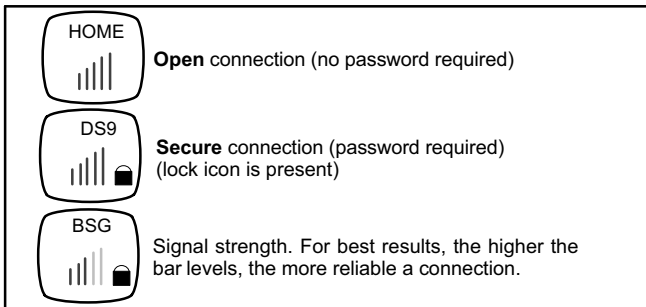 HOME
Open connection (no password required)
DS9
Secure connection (password required)
(lock icon is present)
BSG
Signal strength. For best results, the higher the
bar levels, the more reliable a connection.